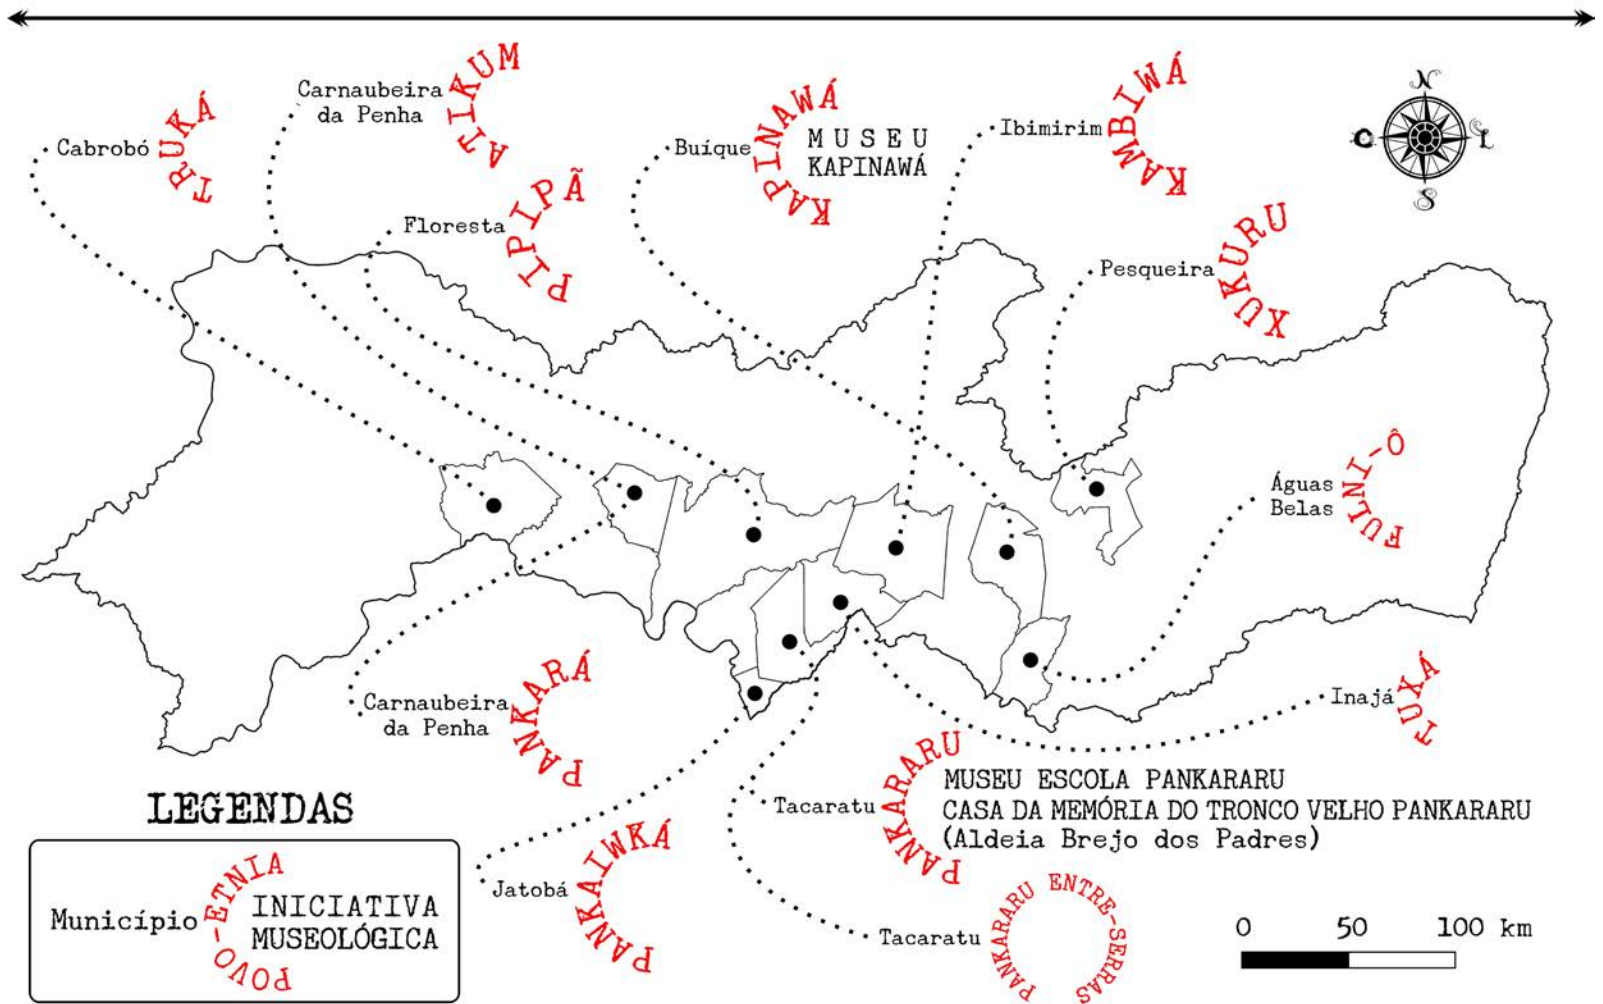 Cabrobó
TRUKÁ
Carnaubeira
da Penha
ATIKUM
Floresta
PIPIPÃ
Buíque
KAPINAWÁ
MUSEU
KAPINAWÁ
Ibimirim
KAMBIWÁ
N
O
L
S
Pesqueira
XUKURU
Águas
Belas
FULNI-Ô
Carnaubeira
da Penha
PANKARÁ
Inajá
TUXÁ
Tacaratu
PANKARARU
MUSEU ESCOLA PANKARARU
CASA DA MEMÓRIA DO TRONCO VELHO PANKARARU
(Aldeia Brejo dos Padres)
Jatobá
PANKAIWKÁ
Tacaratu
PANKARARU ENTRE-SERRAS
LEGENDAS
Município
POVO-ETNIA
INICIATIVA
MUSEOLÓGICA
0 50 100 km